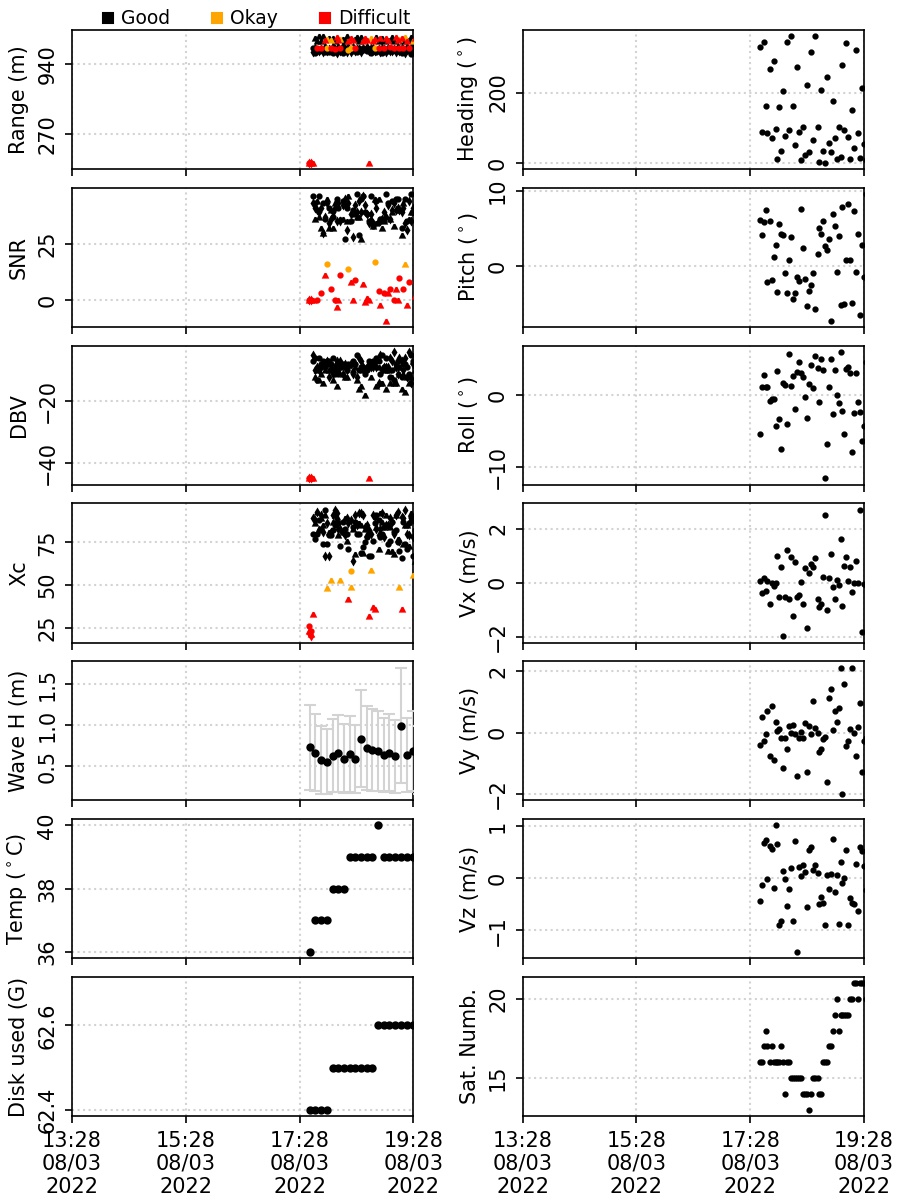 Good Okay Difficult
Range (m)
940
270
Heading (°)
200
0
SNR
25
0
Pitch (°)
10
0
DBV
−20
−40
Roll (°)
0
−10
Xc
75
50
25
Vx (m/s)
2
0
−2
Wave H (m)
1.5
1.0
0.5
Vy (m/s)
2
0
−2
Temp (°C)
40
38
36
Vz (m/s)
1
0
−1
Disk used (G)
62.6
62.4
Sat. Numb.
20
15
13:28 15:28 17:28 19:28 13:28 15:28 17:28 19:28
08/03 08/03 08/03 08/03 08/03 08/03 08/03 08/03
2022 2022 2022 2022 2022 2022 2022 2022